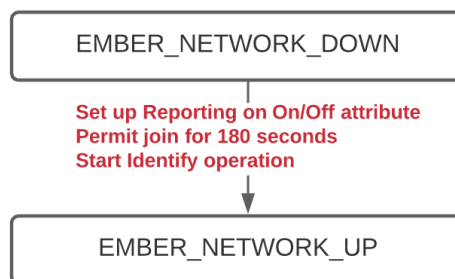 EMBER_NETWORK_DOWN
Set up Reporting on On/Off attribute
Permit join for 180 seconds
Start Identify operation
EMBER_NETWORK_UP